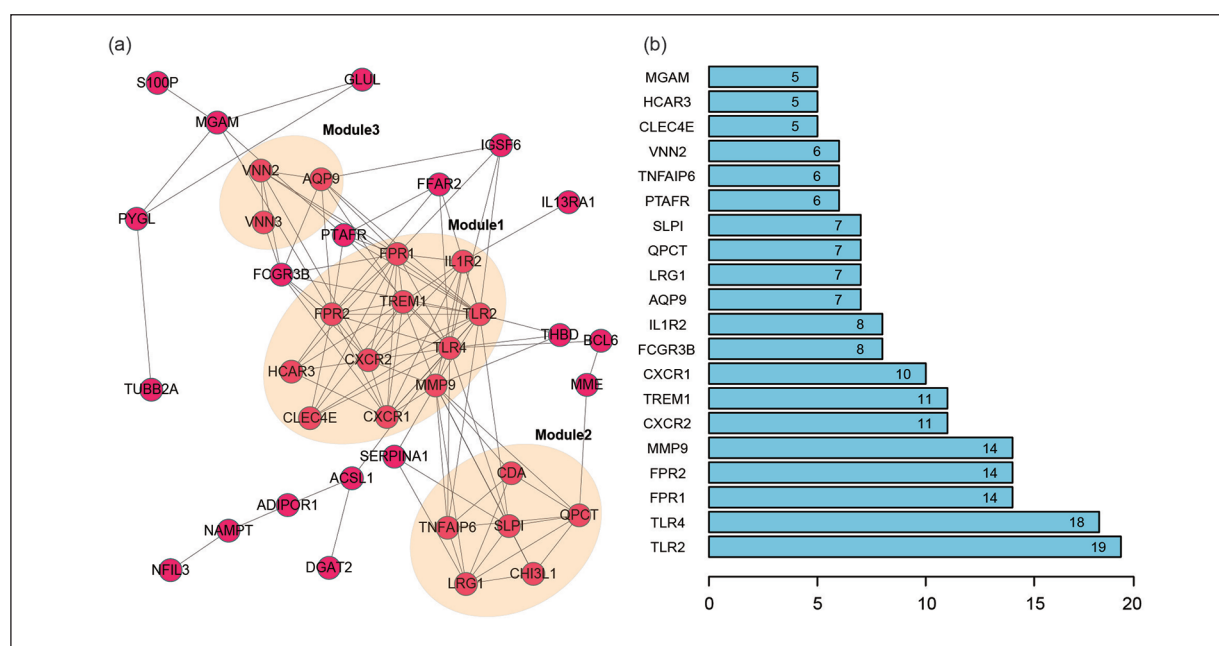 (a)
S100P
GLUL
MGAM
Module3
IGSF6
VNN2
AQP9
FFAR2
IL13RA1
PYGL
VNN3
Module1
PTAFR
FPR1
IL1R2
FCGR3B
TREM1
FPR2
TLR2
THBD
BCL6
TLR4
CXCR2
HCAR3
MMP9
MME
TUBB2A
CLEC4E
CXCR1
Module2
SERPINA1
CDA
ACSL1
ADIPOR1
QPCT
NAMPT
TNFAIP6
SLPI
NFIL3
DGAT2
LRG1
CHI3L1
(b)
MGAM 5
HCAR3 5
CLEC4E 5
VNN2 6
TNFAIP6 6
PTAFR 6
SLPI 7
QPCT 7
LRG1 7
AQP9 7
IL1R2 8
FCGR3B 8
CXCR1 10
TREM1 11
CXCR2 11
MMP9 14
FPR2 14
FPR1 14
TLR4 18
TLR2 19
0 5 10 15 20